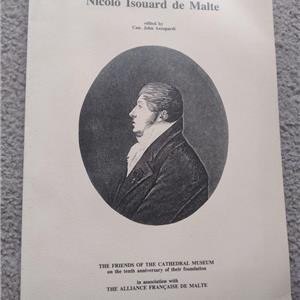 Nicolò Isouard de Malte
edited by
Can. John Azzopardi
THE FRIENDS OF THE CATHEDRAL MUSEUM
on the tenth anniversary of their foundation
in association with
THE ALLIANCE FRANÇAISE DE MALTE